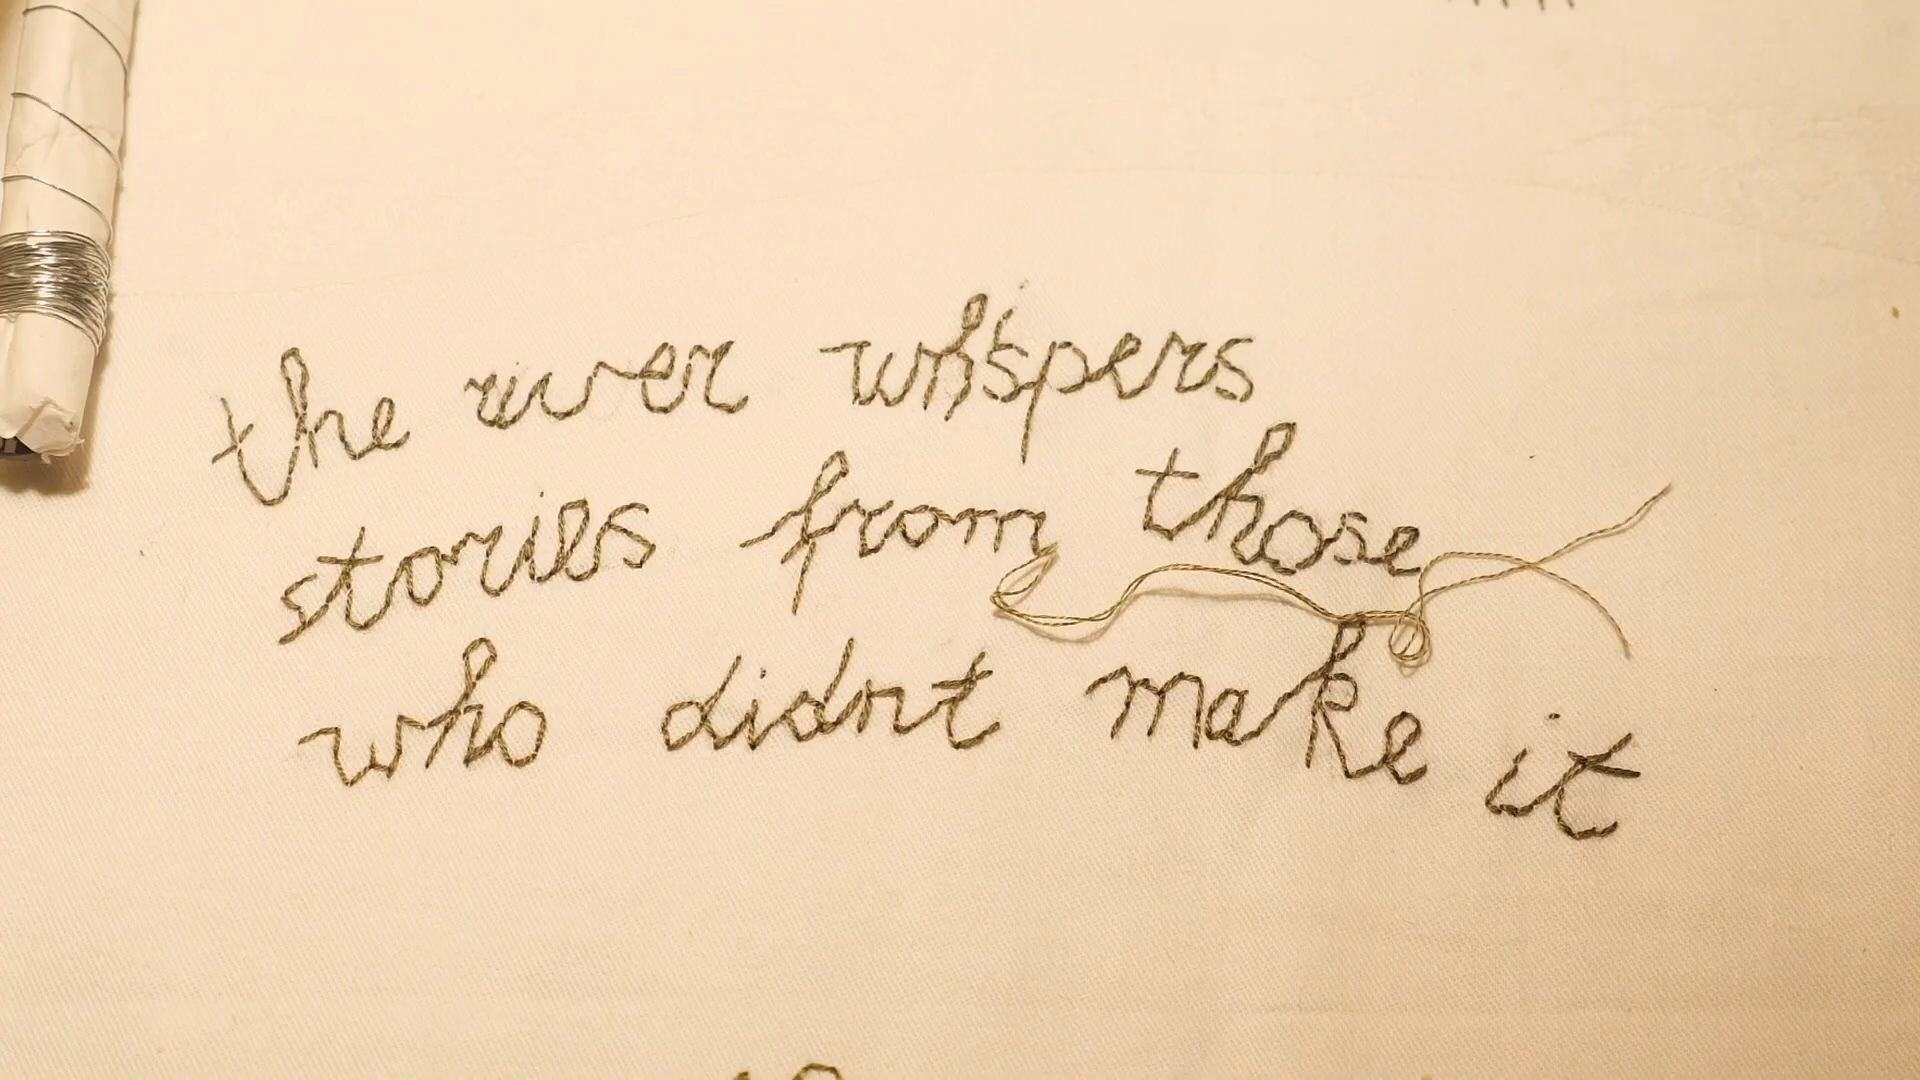 the river whispers
stories from those
who didnt make it